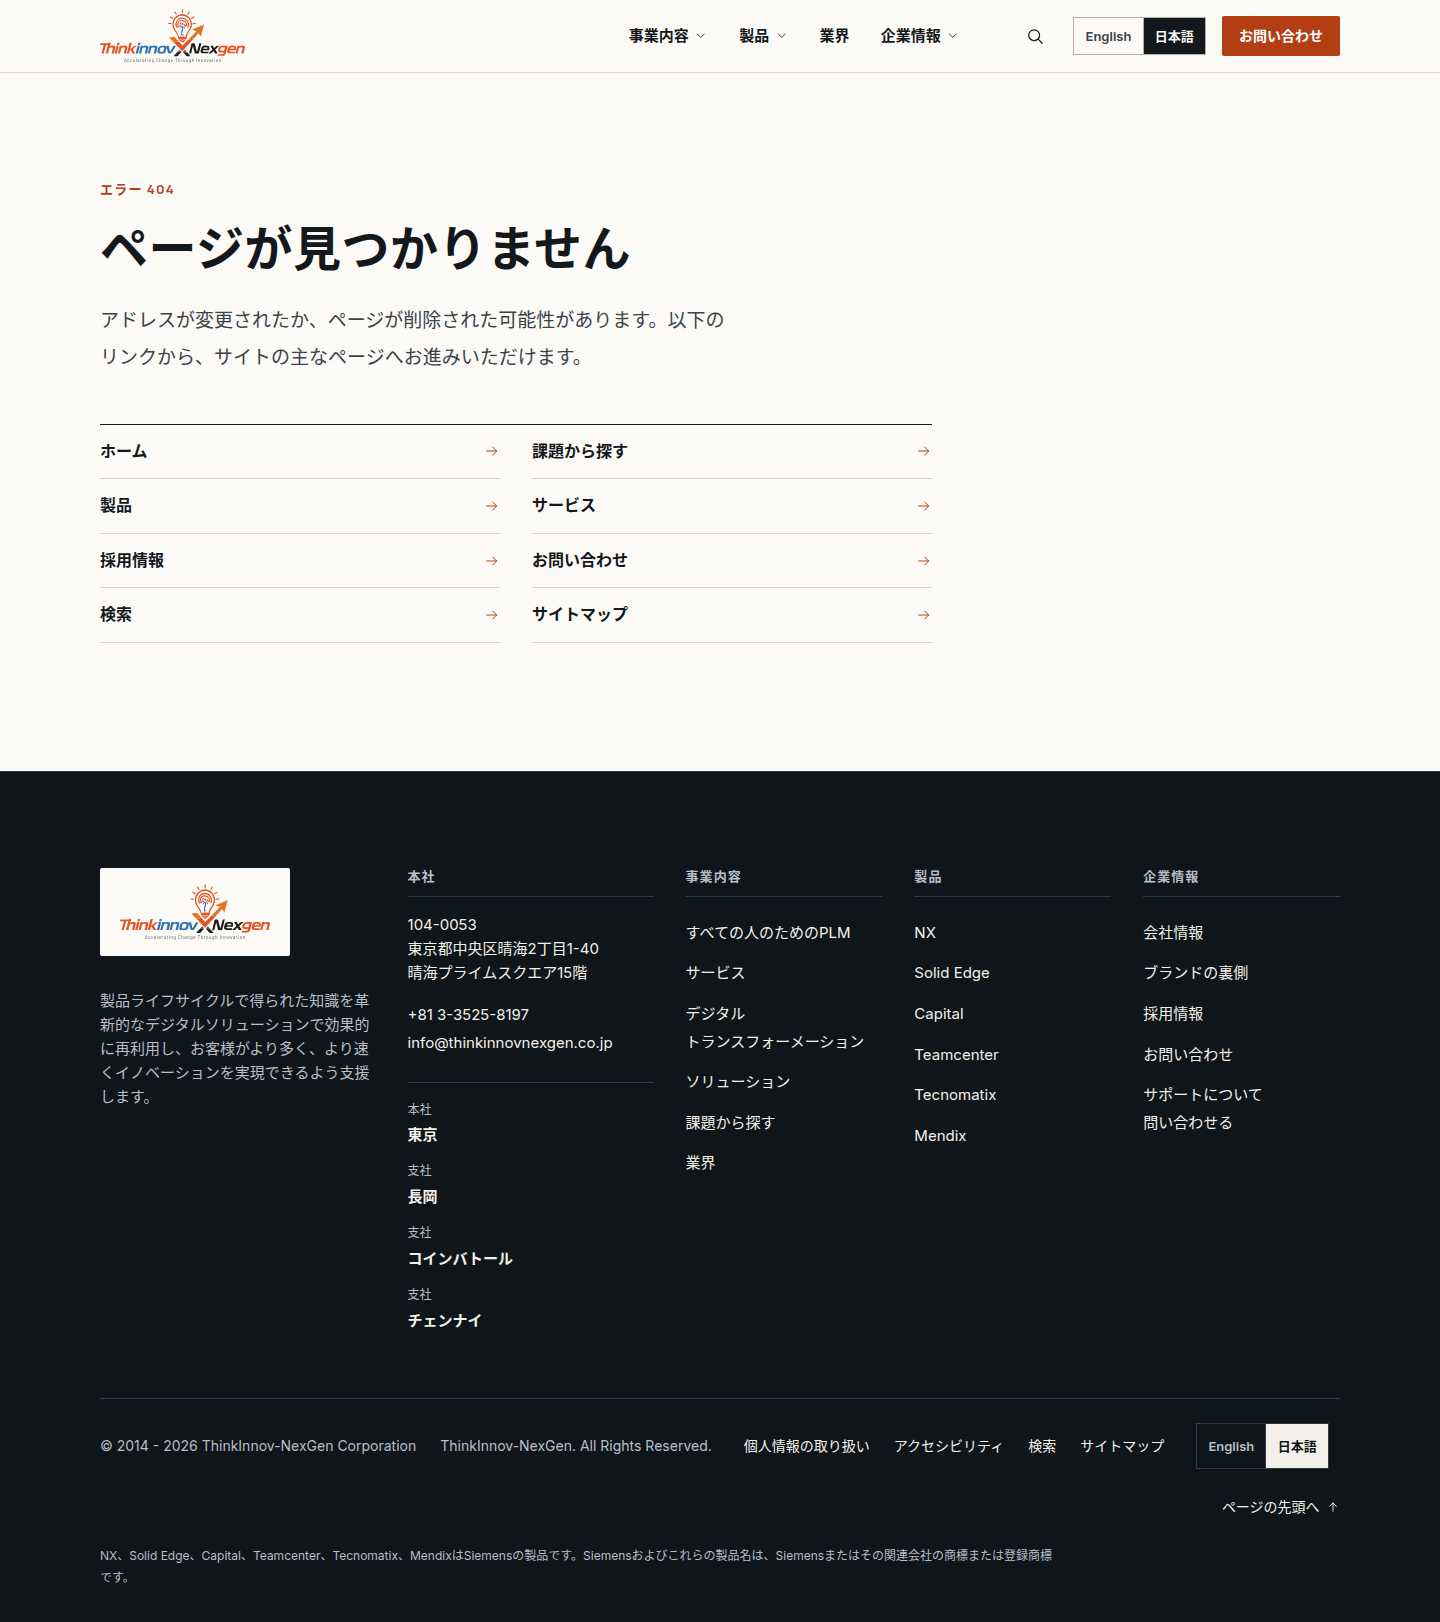 ThinkinnovXNexgen
Accelerating Change Through Innovation
事業内容
製品
業界
企業情報
English
日本語
お問い合わせ
エラー 404
ページが見つかりません
アドレスが変更されたか、ページが削除された可能性があります。以下の
リンクから、サイトの主なページへお進みいただけます。
ホーム
課題から探す
製品
サービス
採用情報
お問い合わせ
検索
サイトマップ
ThinkinnovXNexgen
Accelerating Change Through Innovation
製品ライフサイクルで得られた知識を革
新的なデジタルソリューションで効果的
に再利用し、お客様がより多く、より速
くイノベーションを実現できるよう支援
します。
本社
104-0053
東京都中央区晴海2丁目1-40
晴海プライムスクエア15階
+81 3-3525-8197
info@thinkinnovnexgen.co.jp
本社
東京
支社
長岡
支社
コインバトール
支社
チェンナイ
事業内容
すべての人のためのPLM
サービス
デジタル
トランスフォーメーション
ソリューション
課題から探す
業界
製品
NX
Solid Edge
Capital
Teamcenter
Tecnomatix
Mendix
企業情報
会社情報
ブランドの裏側
採用情報
お問い合わせ
サポートについて
問い合わせる
© 2014 - 2026 ThinkInnov-NexGen Corporation
ThinkInnov-NexGen. All Rights Reserved.
個人情報の取り扱い
アクセシビリティ
検索
サイトマップ
English
日本語
ページの先頭へ
NX、Solid Edge、Capital、Teamcenter、Tecnomatix、MendixはSiemensの製品です。Siemensおよびこれらの製品名は、Siemensまたはその関連会社の商標または登録商標
です。